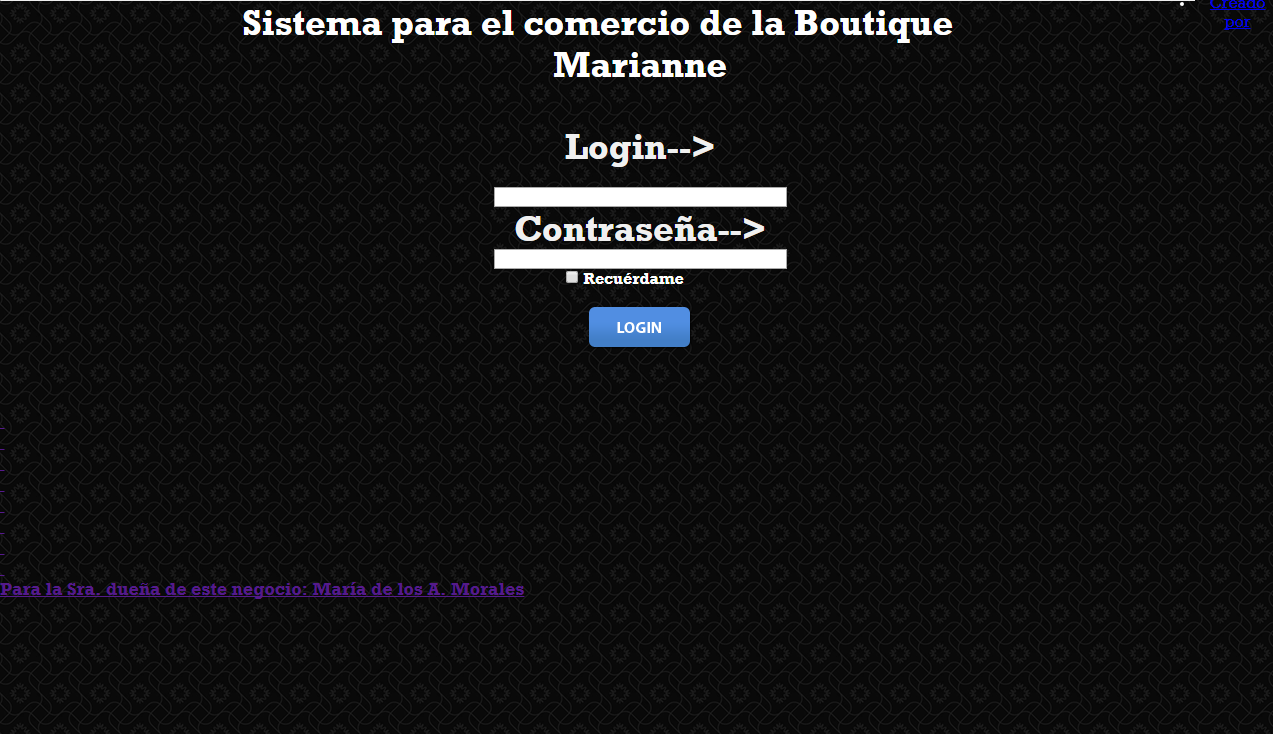 Sistema para el comercio de la Boutique
Marianne
Creado
por
Login-->
Contraseña-->
Recuérdame
LOGIN
Para la Sra. dueña de este negocio: María de los A. Morales